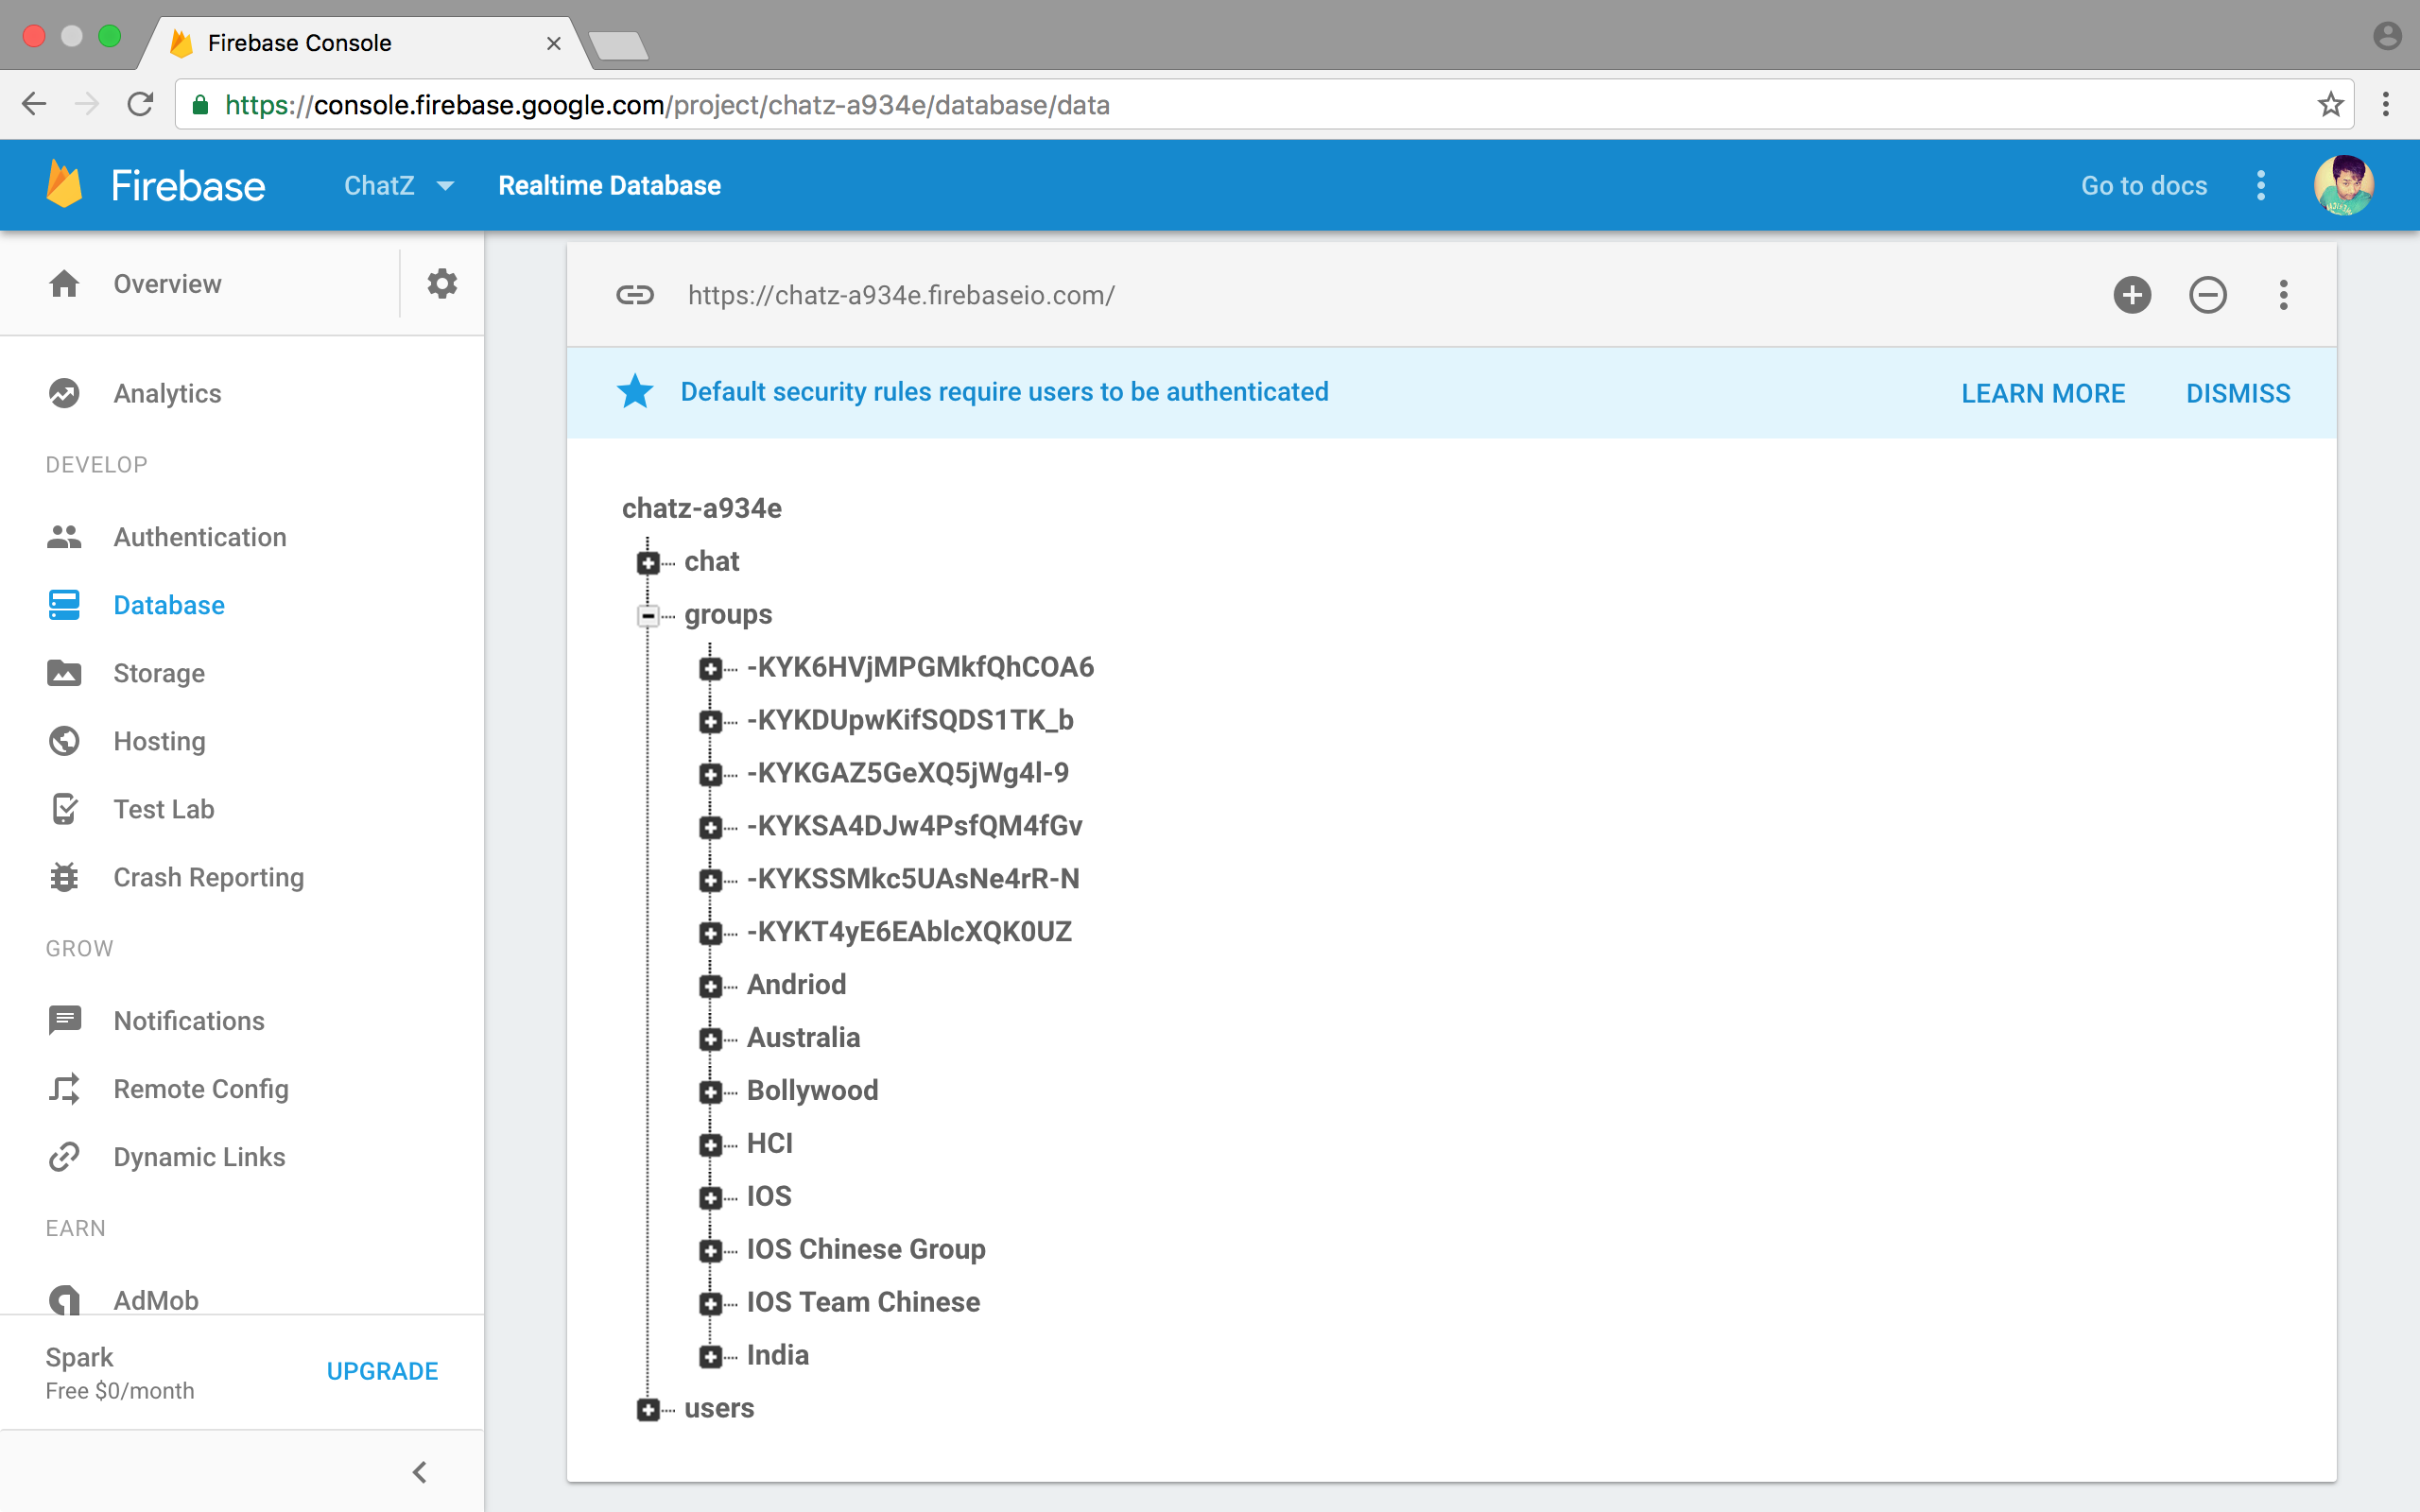 Firebase Console
https://console.firebase.google.com/project/chatz-a934e/database/data
Firebase ChatZ Realtime Database Go to docs
Overview
Analytics
DEVELOP
Authentication
Database
Storage
Hosting
Test Lab
Crash Reporting
GROW
Notifications
Remote Config
Dynamic Links
EARN
AdMob
Spark
Free $0/month
UPGRADE
https://chatz-a934e.firebaseio.com/
Default security rules require users to be authenticated LEARN MORE DISMISS
chatz-a934e
chat
groups
-KYK6HVjMPGMkfQhCOA6
-KYKDUpwKifSQDS1TK_b
-KYKGAZ5GeXQ5jWg4l-9
-KYKSA4DJw4PsfQM4fGv
-KYKSSMkc5UAsNe4rR-N
-KYKT4yE6EAblcXQK0UZ
Andriod
Australia
Bollywood
HCI
IOS
IOS Chinese Group
IOS Team Chinese
India
users